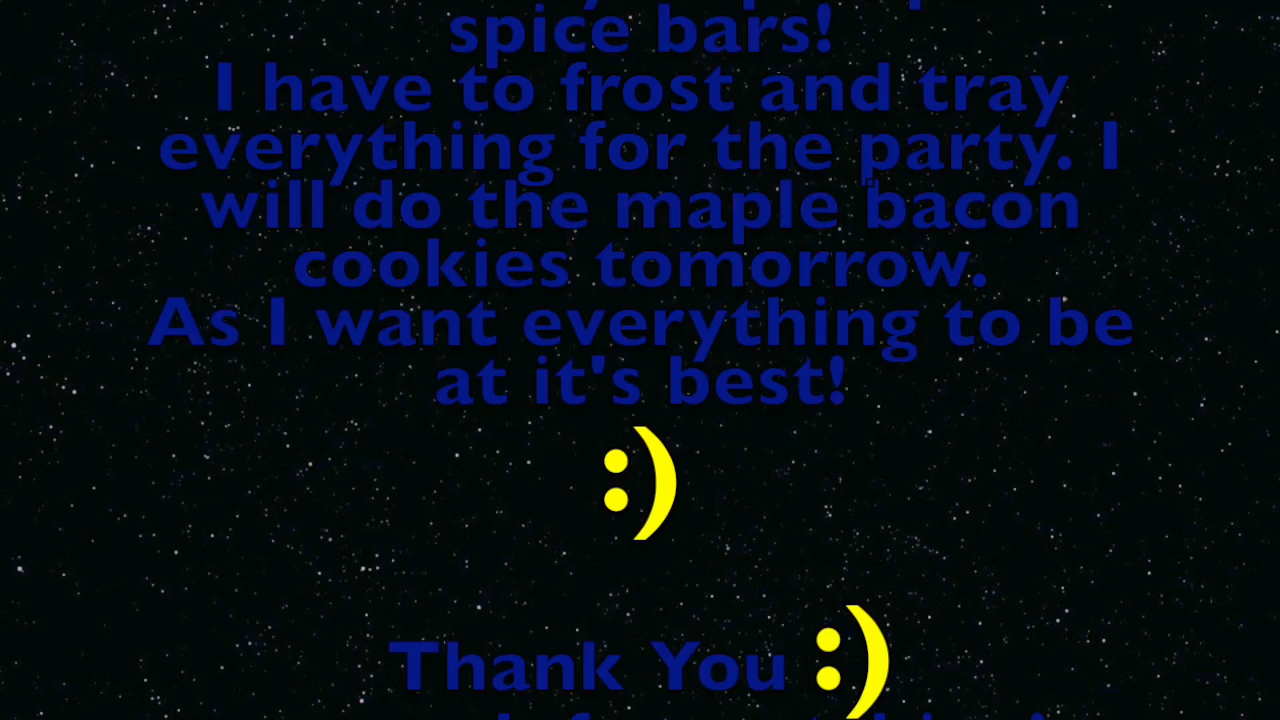 spice bars!
I have to frost and tray
everything for the party. I
will do the maple bacon
cookies tomorrow.
As I want everything to be
at it's best!
:)
Thank You :)